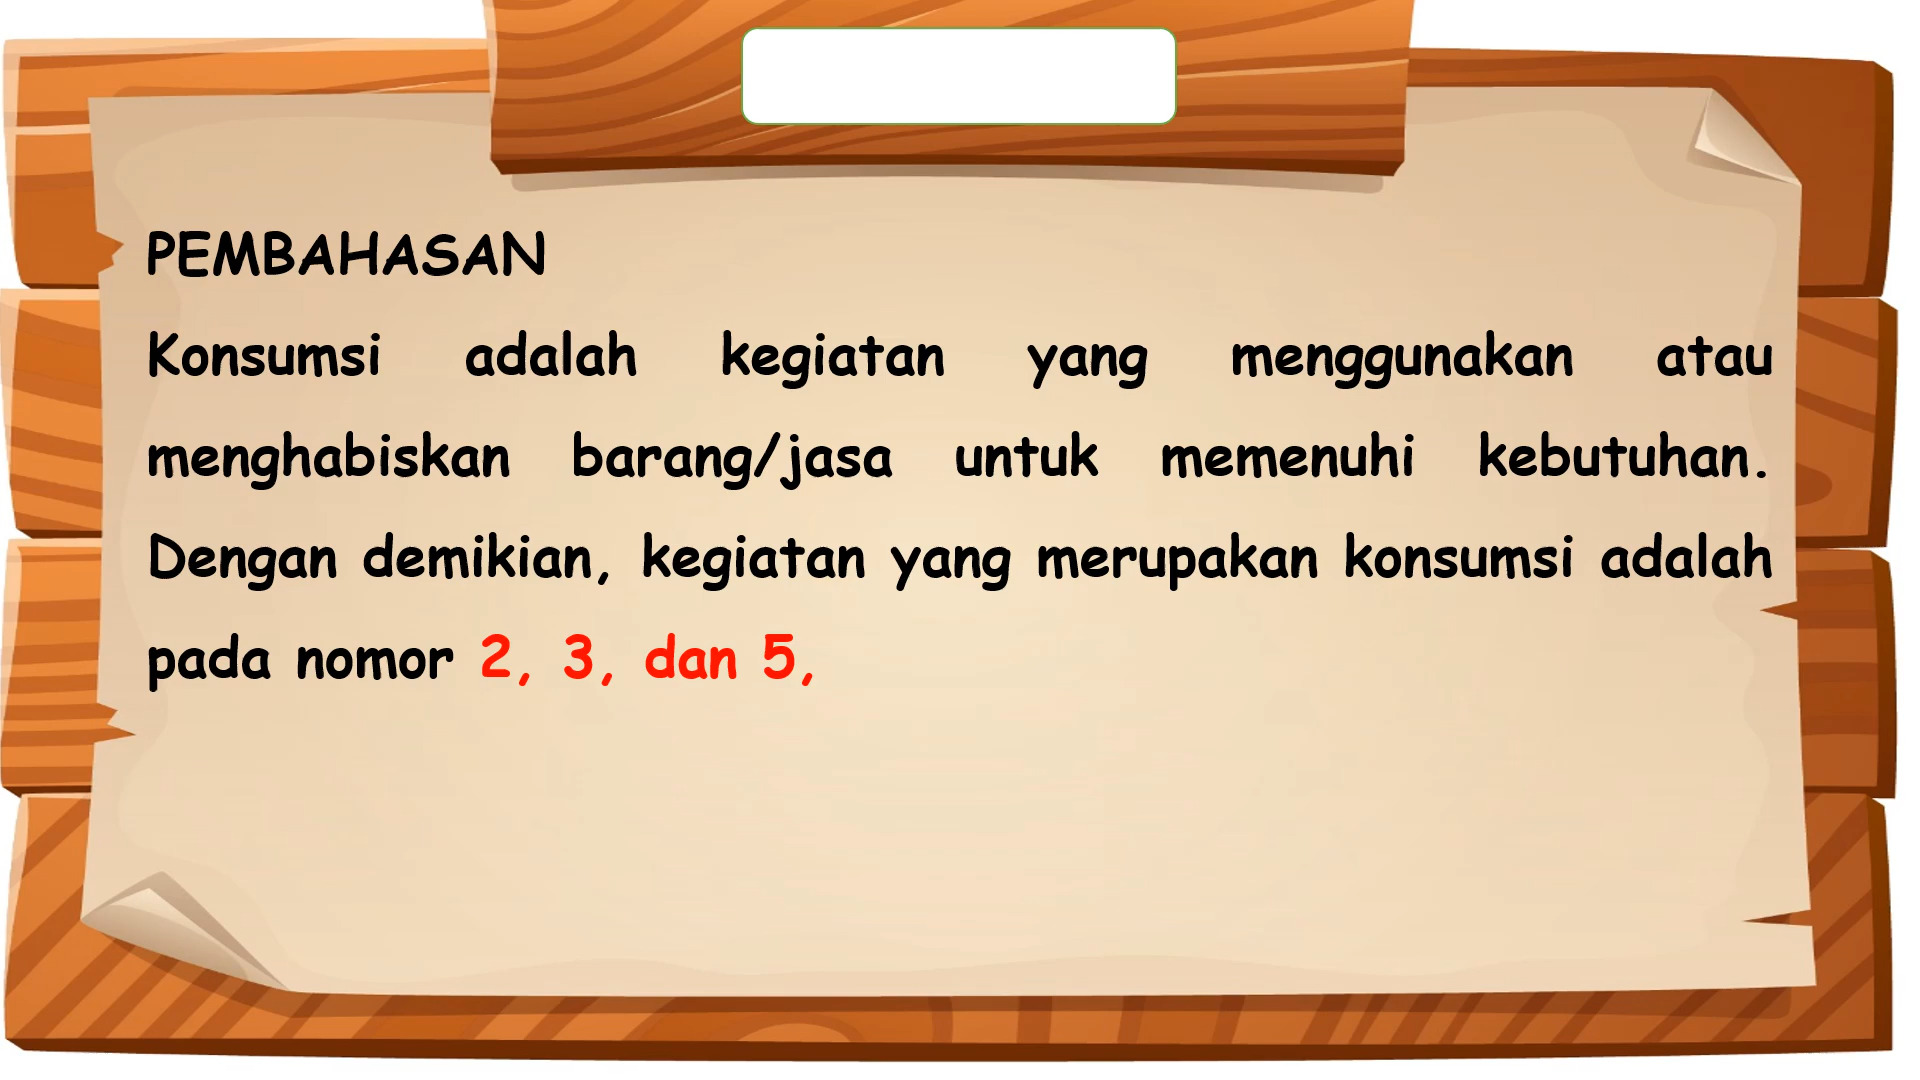 PEMBAHASAN
Konsumsi adalah kegiatan yang menggunakan atau
menghabiskan barang/jasa untuk memenuhi kebutuhan.
Dengan demikian, kegiatan yang merupakan konsumsi adalah
pada nomor 2, 3, dan 5,